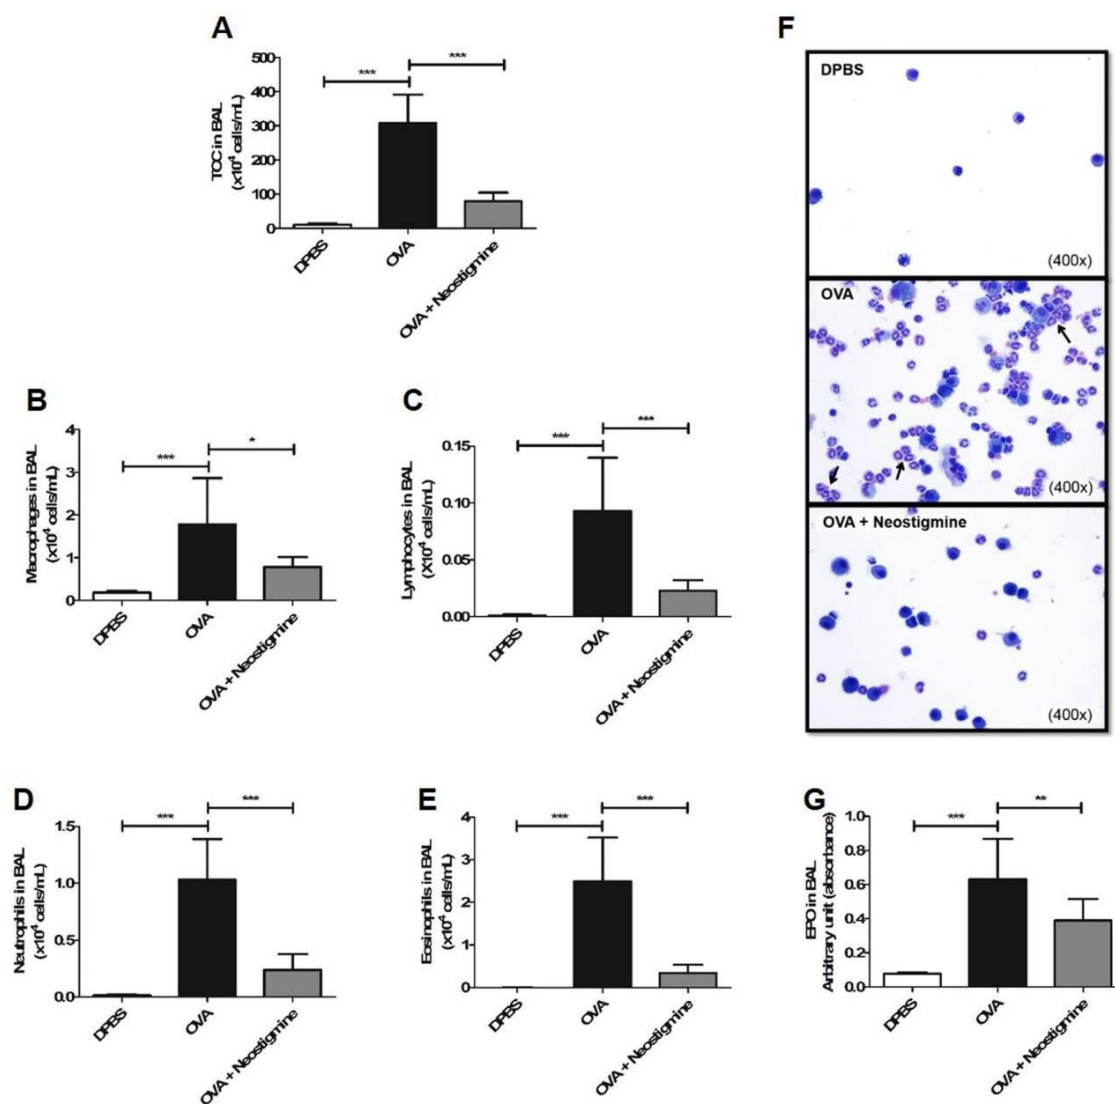 A
TCC in BAL
(x10⁴ cells/mL)
500
400
300
200
100
0
***
***
DPBS
OVA
OVA + Neostigmine
F
DPBS
(400x)
OVA
(400x)
OVA + Neostigmine
(400x)
B
Macrophages in BAL
(x10⁴ cells/mL)
4
3
2
1
0
***
*
DPBS
OVA
OVA + Neostigmine
C
Lymphocytes in BAL
(X10⁴ cells/mL)
0.15
0.10
0.05
0.00
***
***
DPBS
OVA
OVA + Neostigmine
D
Neutrophils in BAL
(x10⁴ cells/mL)
1.5
1.0
0.5
0.0
***
***
DPBS
OVA
OVA + Neostigmine
E
Eosinophils in BAL
(x10⁴ cells/mL)
4
3
2
1
0
***
***
DPBS
OVA
OVA + Neostigmine
G
EPO in BAL
Arbitrary unit (absorbance)
1.0
0.8
0.6
0.4
0.2
0.0
***
**
DPBS
OVA
OVA + Neostigmine